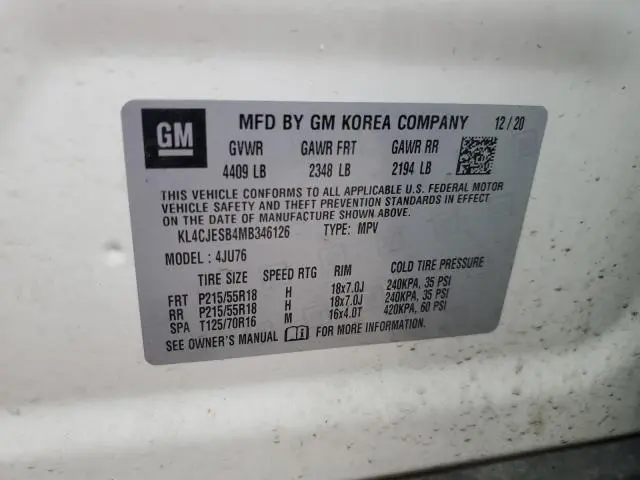 GM MFD BY GM KOREA COMPANY 12/20
GVWR GAWR FRT GAWR RR
4409 LB 2348 LB 2194 LB
THIS VEHICLE CONFORMS TO ALL APPLICABLE U.S. FEDERAL MOTOR
VEHICLE SAFETY AND THEFT PREVENTION STANDARDS IN EFFECT
ON THE DATE OF MANUFACTURE SHOWN ABOVE.
KL4CJESB4MB346126 TYPE: MPV
MODEL: 4JU76
TIRE SIZE SPEED RTG RIM COLD TIRE PRESSURE
FRT P215/55R18 H 18x7.0J 240KPA, 35 PSI
RR P215/55R18 H 18x7.0J 240KPA, 35 PSI
SPA T125/70R16 M 16x4.0T 420KPA, 60 PSI
SEE OWNER'S MANUAL FOR MORE INFORMATION.